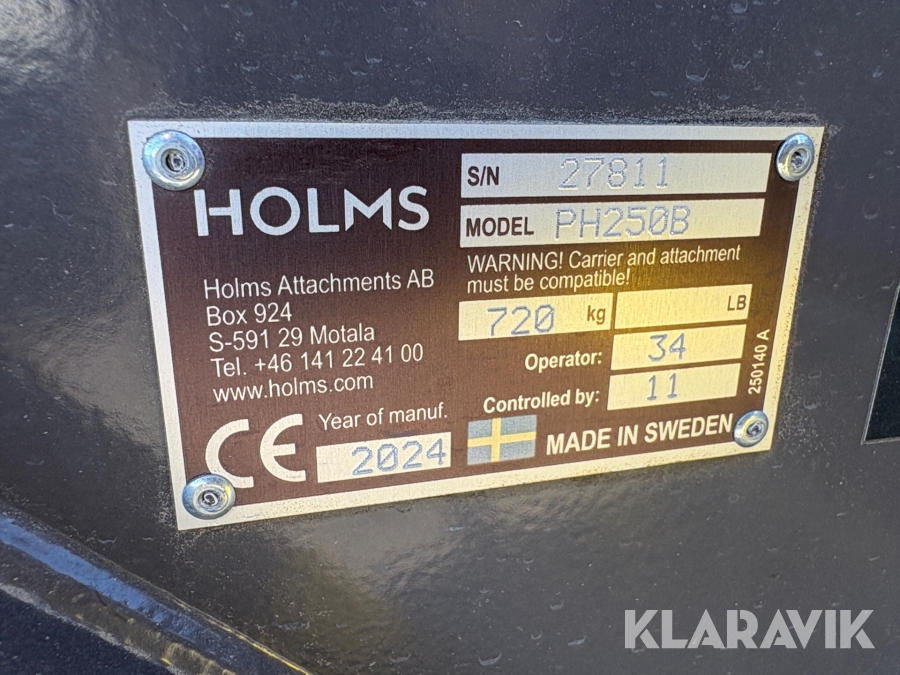 HOLMS
Holms Attachments AB
Box 924
S-591 29 Motala
Tel. +46 141 22 41 00
www.holms.com
CE
Year of manuf.
2024
S/N 27811
MODEL PH250B
WARNING! Carrier and attachment
must be compatible!
720 kg LB
Operator: 34
Controlled by: 11
MADE IN SWEDEN
250140 A
KLARAVIK